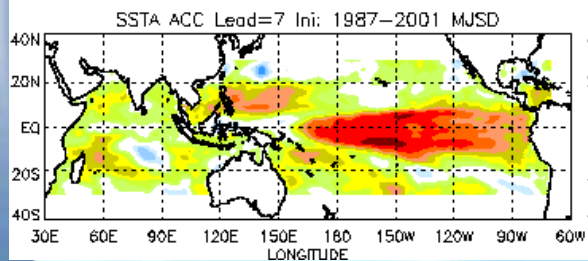 SSTA ACC Lead=7 Ini: 1987-2001 MJSD
40N
20N
EQ
20S
40S
30E 60E 90E 120E 150E 180 150W 120W 90W 60W
LONGITUDE